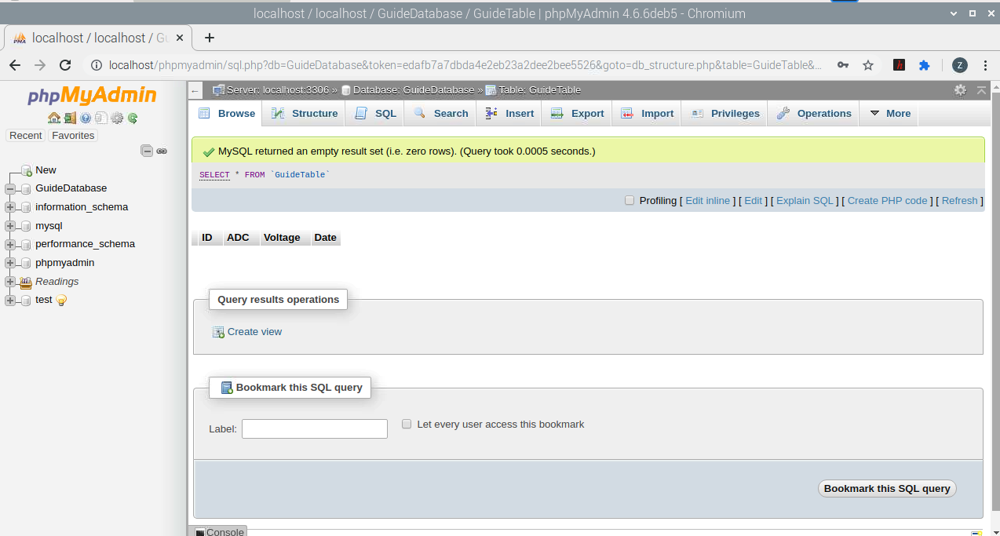 localhost / localhost / GuideDatabase / GuideTable | phpMyAdmin 4.6.6deb5 - Chromium
PMA localhost / localhost / Gu
localhost/phpmyadmin/sql.php?db=GuideDatabase&token=edafb7a7dbda4e2eb23a2dee2bee5526&goto=db_structure.php&table=GuideTable&... h Z
phpMyAdmin
Recent Favorites
New
GuideDatabase
information_schema
mysql
performance_schema
phpmyadmin
Readings
test
Server: localhost:3306 » Database: GuideDatabase » Table: GuideTable
Browse Structure SQL Search Insert Export Import Privileges Operations More
MySQL returned an empty result set (i.e. zero rows). (Query took 0.0005 seconds.)
SELECT * FROM `GuideTable`
Profiling [ Edit inline ] [ Edit ] [ Explain SQL ] [ Create PHP code ] [ Refresh ]
ID ADC Voltage Date
Query results operations
Create view
Bookmark this SQL query
Label: Let every user access this bookmark
Bookmark this SQL query
Console